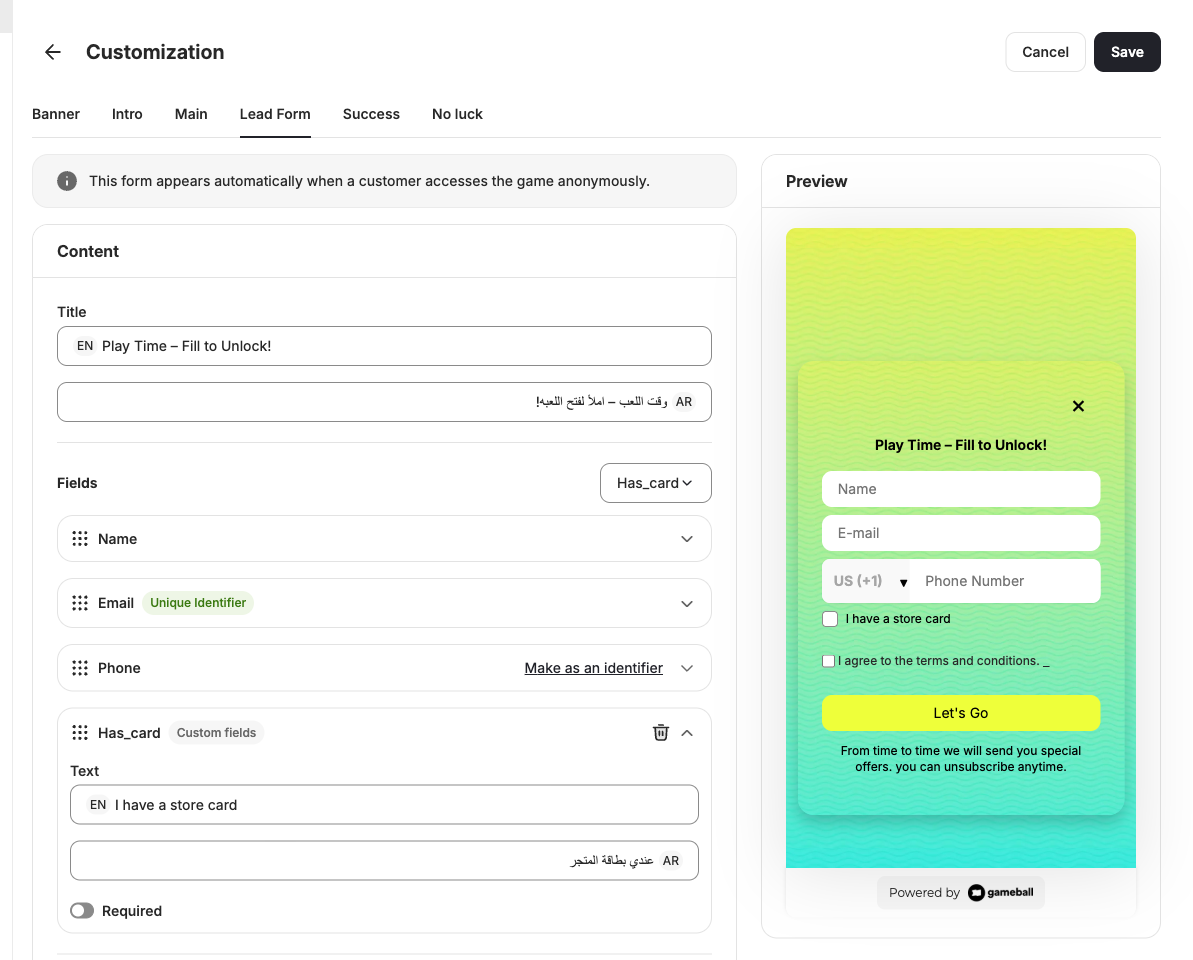 Customization
Cancel
Save
Banner
Intro
Main
Lead Form
Success
No luck
This form appears automatically when a customer accesses the game anonymously.
Content
Title
EN Play Time – Fill to Unlock!
AR وقت اللعب – املأ لفتح اللعبه!
Fields
Has_card
Name
Email Unique Identifier
Phone Make as an identifier
Has_card Custom fields
Text
EN I have a store card
AR عندي بطاقة المتجر
Required
Preview
Play Time – Fill to Unlock!
Name
E-mail
US (+1) Phone Number
I have a store card
I agree to the terms and conditions. _
Let's Go
From time to time we will send you special
offers. you can unsubscribe anytime.
Powered by gameball